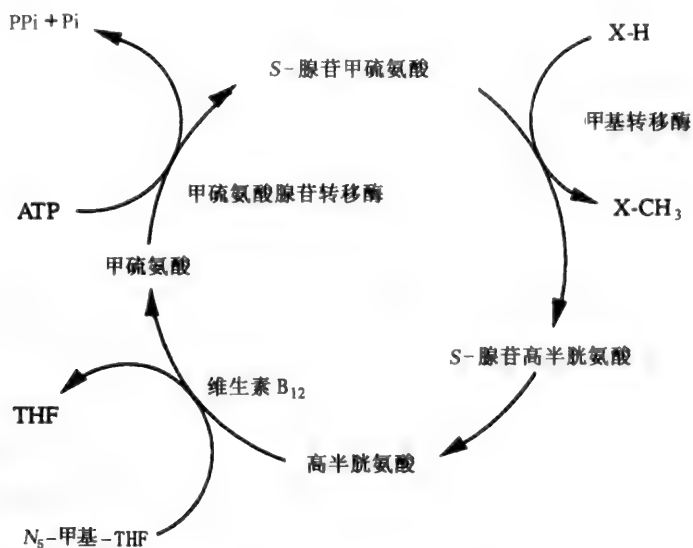 PPi + Pi
X-H
S-腺苷甲硫氨酸
甲基转移酶
甲硫氨酸腺苷转移酶
ATP
X-CH₃
甲硫氨酸
S-腺苷高半胱氨酸
维生素 B₁₂
THF
高半胱氨酸
N₅-甲基-THF